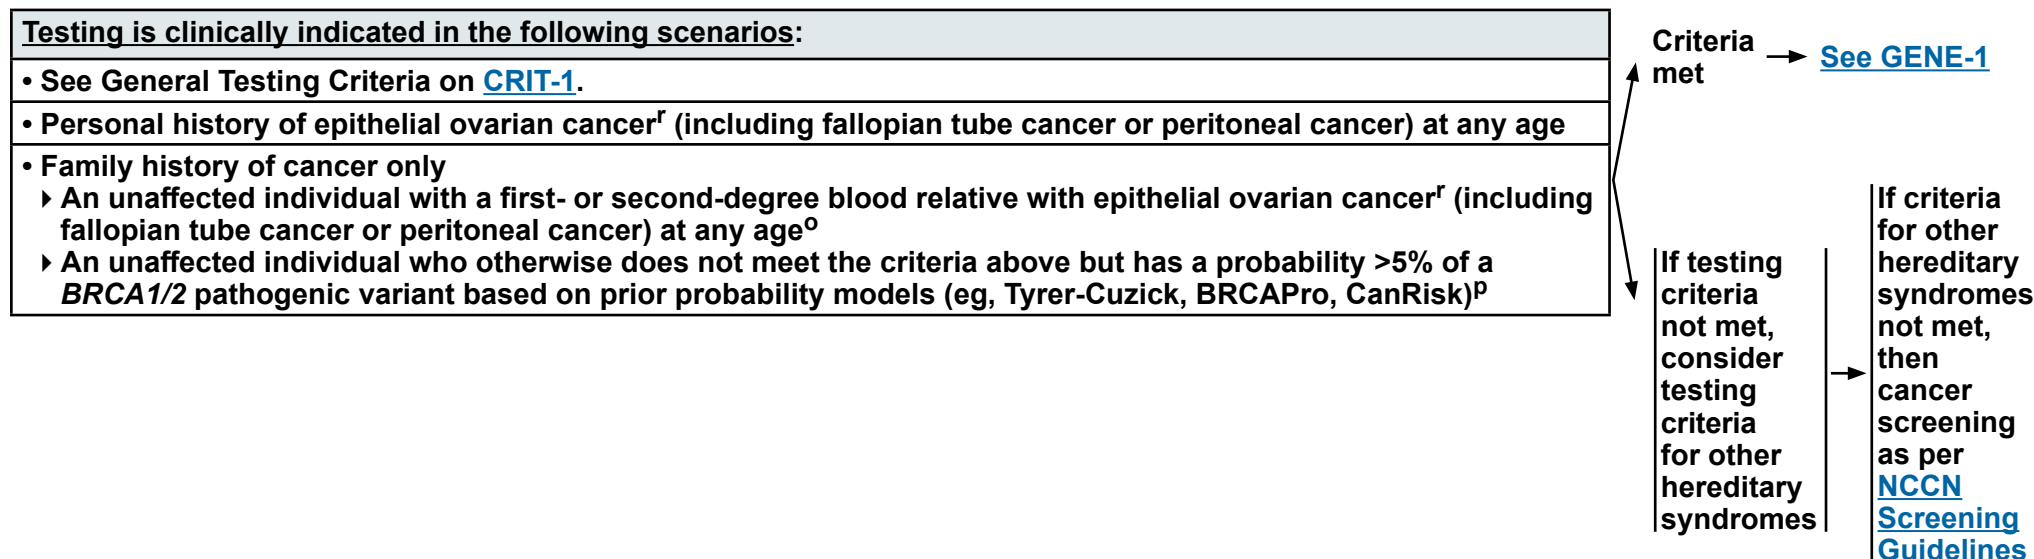 Testing is clinically indicated in the following scenarios:
• See General Testing Criteria on CRIT-1.
• Personal history of epithelial ovarian cancerʳ (including fallopian tube cancer or peritoneal cancer) at any age
• Family history of cancer only
▸ An unaffected individual with a first- or second-degree blood relative with epithelial ovarian cancerʳ (including
fallopian tube cancer or peritoneal cancer) at any ageᵒ
▸ An unaffected individual who otherwise does not meet the criteria above but has a probability >5% of a
BRCA1/2 pathogenic variant based on prior probability models (eg, Tyrer-Cuzick, BRCAPro, CanRisk)ᵖ
Criteria
met
See GENE-1
If testing
criteria
not met,
consider
testing
criteria
for other
hereditary
syndromes
If criteria
for other
hereditary
syndromes
not met,
then
cancer
screening
as per
NCCN
Screening
Guidelines